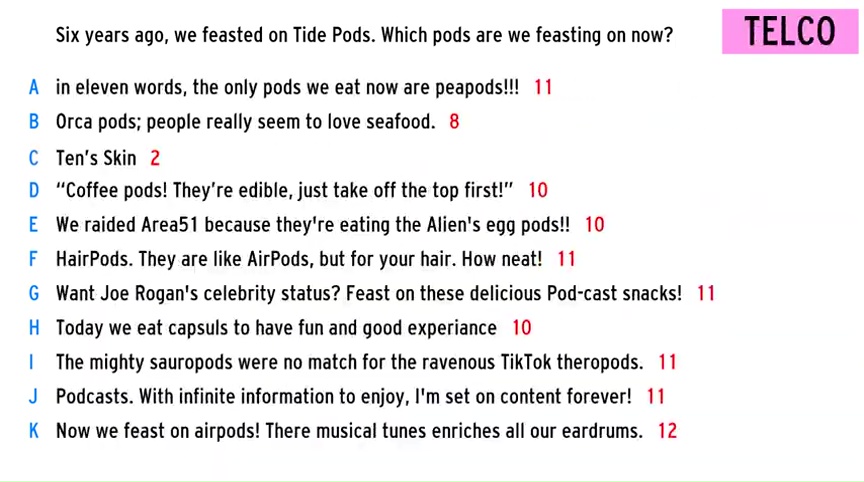 Six years ago, we feasted on Tide Pods. Which pods are we feasting on now?
TELCO
A in eleven words, the only pods we eat now are peapods!!! 11
B Orca pods; people really seem to love seafood. 8
C Ten's Skin 2
D “Coffee pods! They're edible, just take off the top first!” 10
E We raided Area51 because they're eating the Alien's egg pods!! 10
F HairPods. They are like AirPods, but for your hair. How neat! 11
G Want Joe Rogan's celebrity status? Feast on these delicious Pod-cast snacks! 11
H Today we eat capsuls to have fun and good experiance 10
I The mighty sauropods were no match for the ravenous TikTok theropods. 11
J Podcasts. With infinite information to enjoy, I'm set on content forever! 11
K Now we feast on airpods! There musical tunes enriches all our eardrums. 12